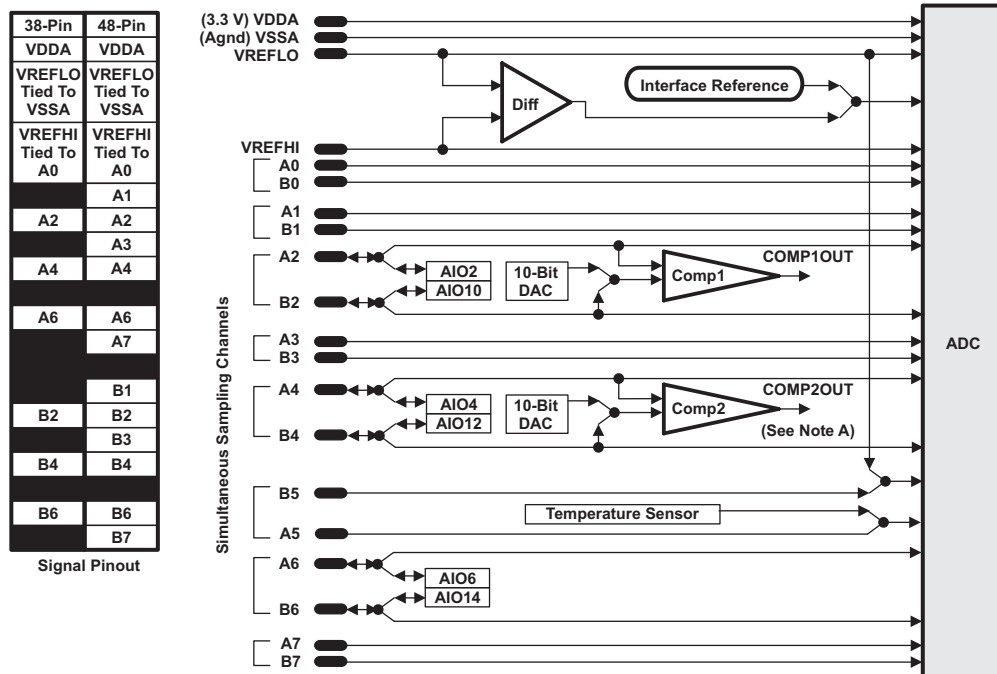 38-Pin 48-Pin
VDDA VDDA
VREFLO VREFLO
Tied To Tied To
VSSA VSSA
VREFHI VREFHI
Tied To Tied To
A0 A0
A1
A2 A2
A3
A4 A4
A6 A6
A7
B1
B2 B2
B3
B4 B4
B6 B6
B7
Signal Pinout
(3.3 V) VDDA
(Agnd) VSSA
VREFLO
Interface Reference
Diff
VREFHI
A0
B0
A1
B1
A2
AIO2
AIO10
10-Bit
DAC
Comp1
COMP1OUT
B2
A3
B3
ADC
Simultaneous Sampling Channels
A4
AIO4
AIO12
10-Bit
DAC
Comp2
COMP2OUT
(See Note A)
B4
B5
Temperature Sensor
A5
A6
AIO6
AIO14
B6
A7
B7